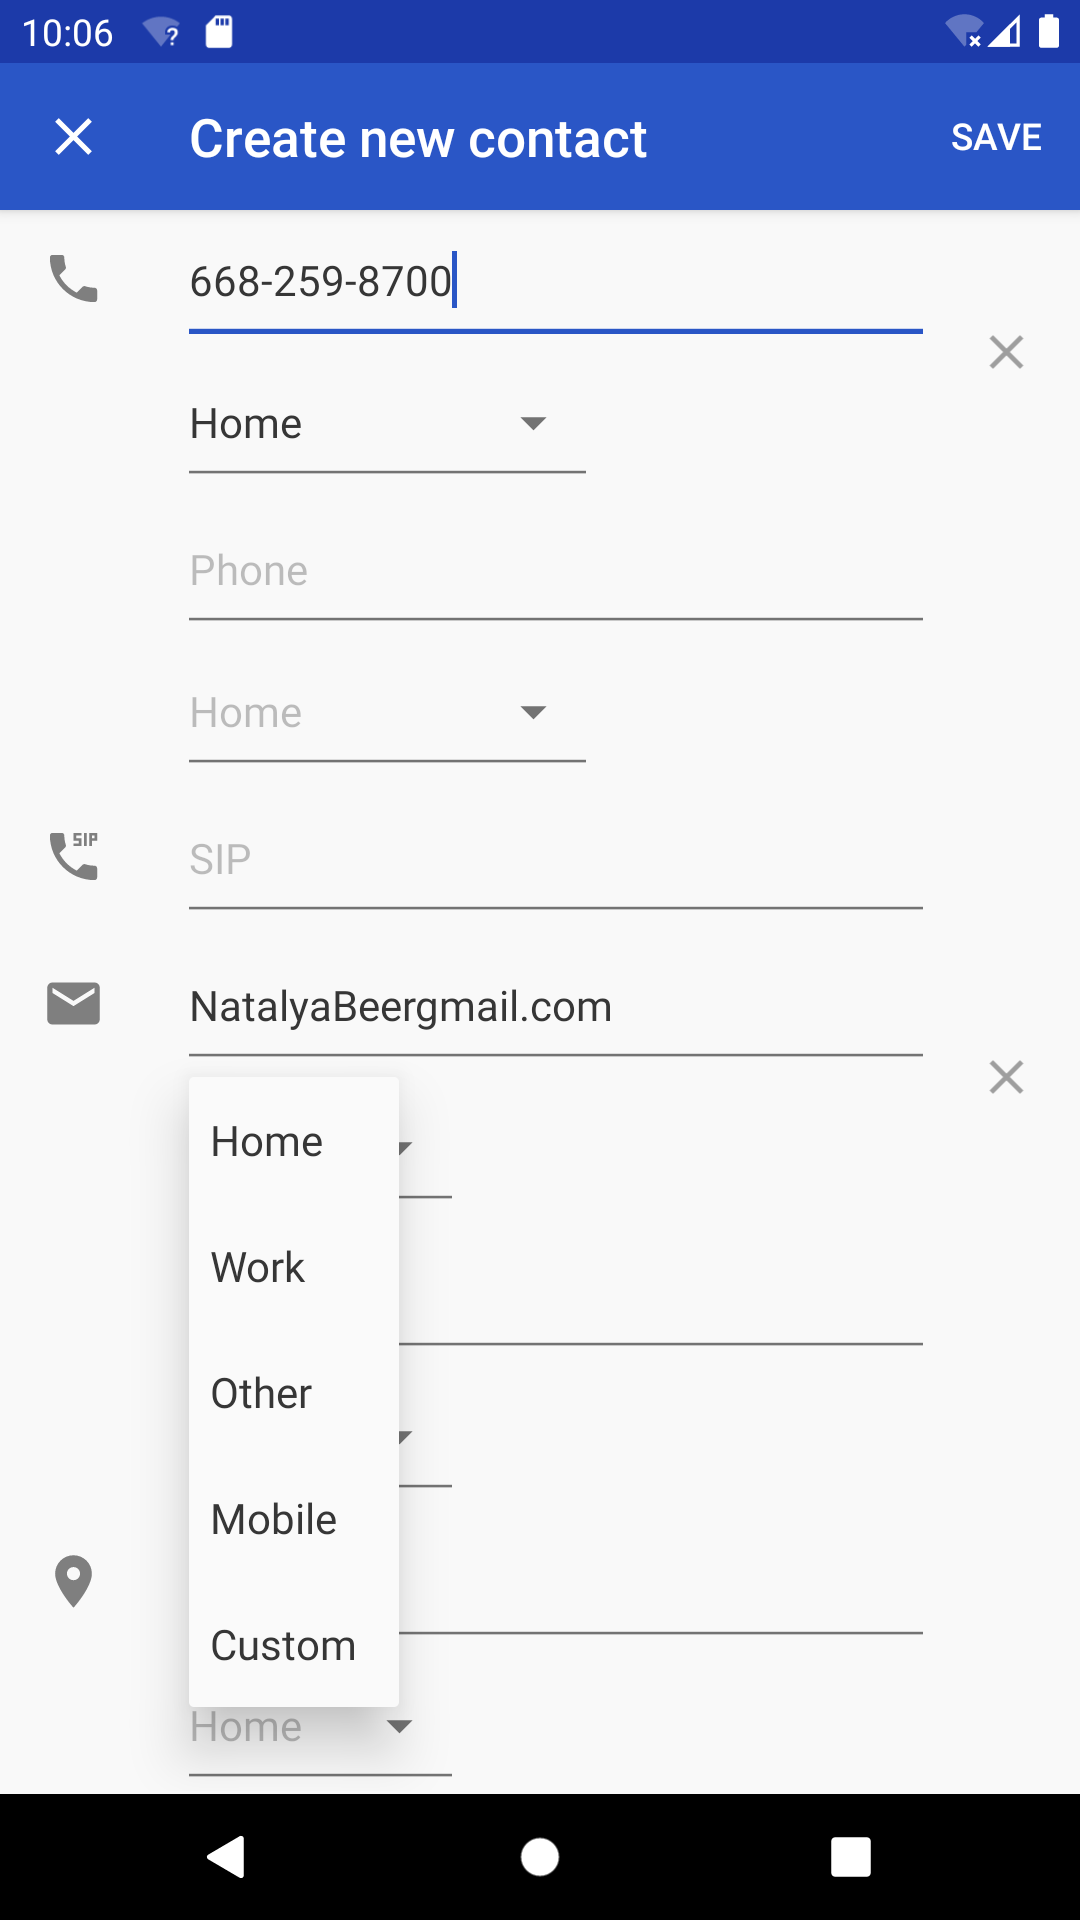 10:06
Create new contact
SAVE
668-259-8700
Home
Phone
Home
SIP
SIP
NatalyaBeergmail.com
Home
Work
Other
Mobile
Custom
Home